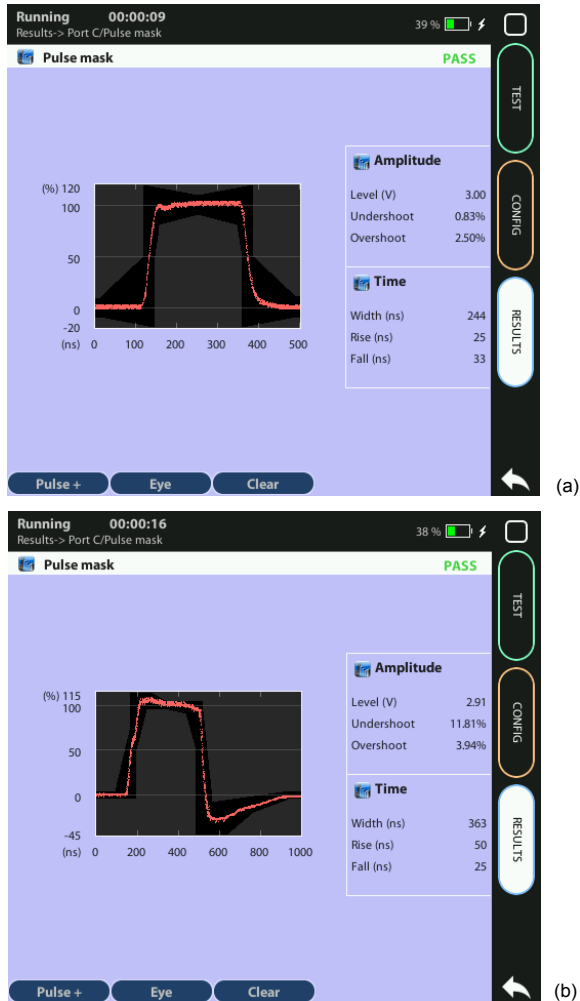 Running 00:00:09
39 %
Results-> Port C/Pulse mask
Pulse mask PASS
TEST
CONFIG
RESULTS
Amplitude
Level (V) 3.00
Undershoot 0.83%
Overshoot 2.50%
Time
Width (ns) 244
Rise (ns) 25
Fall (ns) 33
(%) 120
100
50
0
-20
(ns) 0 100 200 300 400 500
Pulse + Eye Clear
(a)
Running 00:00:16
38 %
Results-> Port C/Pulse mask
Pulse mask PASS
TEST
CONFIG
RESULTS
Amplitude
Level (V) 2.91
Undershoot 11.81%
Overshoot 3.94%
Time
Width (ns) 363
Rise (ns) 50
Fall (ns) 25
(%) 115
100
50
0
-45
(ns) 0 200 400 600 800 1000
Pulse + Eye Clear
(b)